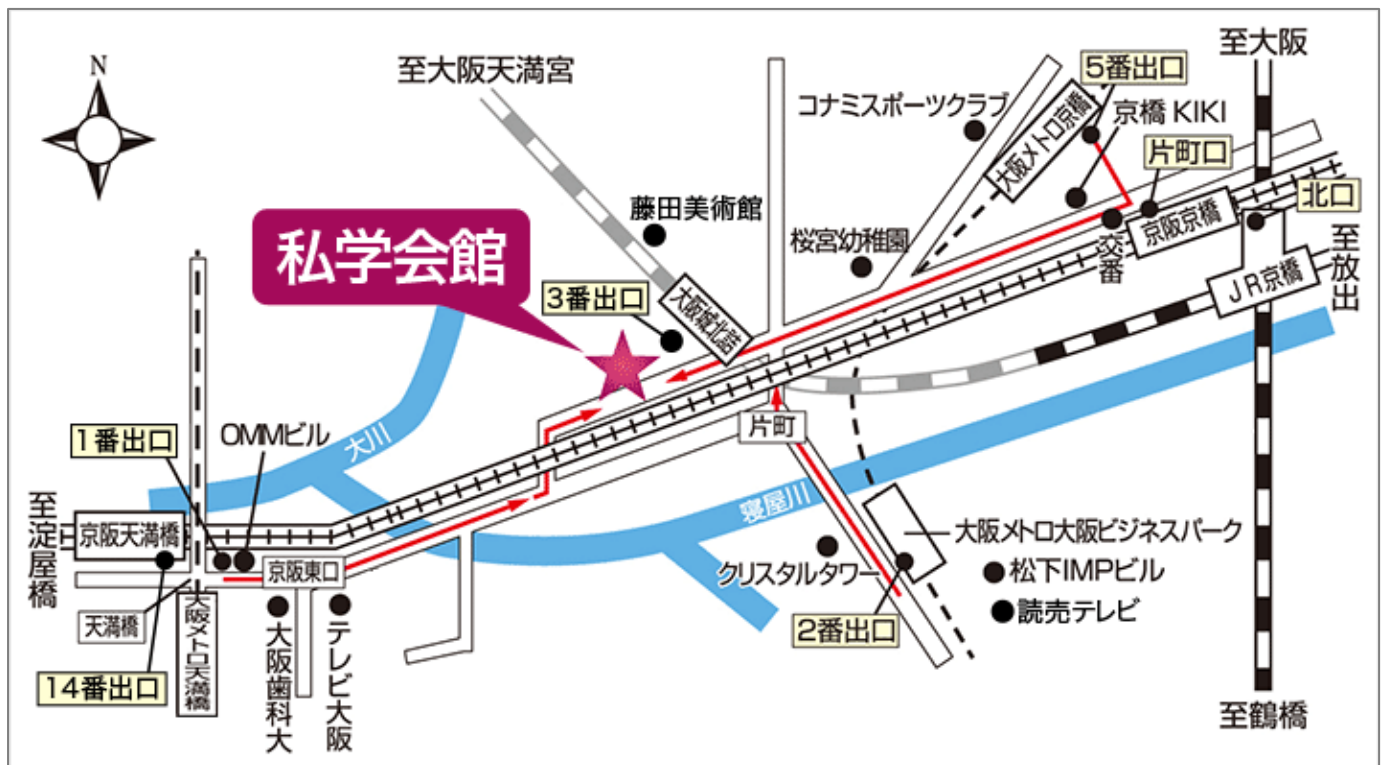 N
至大阪天満宮
至大阪
5番出口
コナミスポーツクラブ
大阪メトロ京橋
京橋 KIKI
片町口
北口
藤田美術館
私学会館
桜宮幼稚園
交番
京阪京橋
至放出
3番出口
大阪城北詰
JR京橋
1番出口
OMMビル
大川
片町
寝屋川
至淀屋橋
京阪天満橋
京阪東口
大阪メトロ大阪ビジネスパーク
クリスタルタワー
松下IMPビル
天満橋
大阪メトロ天満橋
2番出口
読売テレビ
14番出口
大阪歯科大
テレビ大阪
至鶴橋